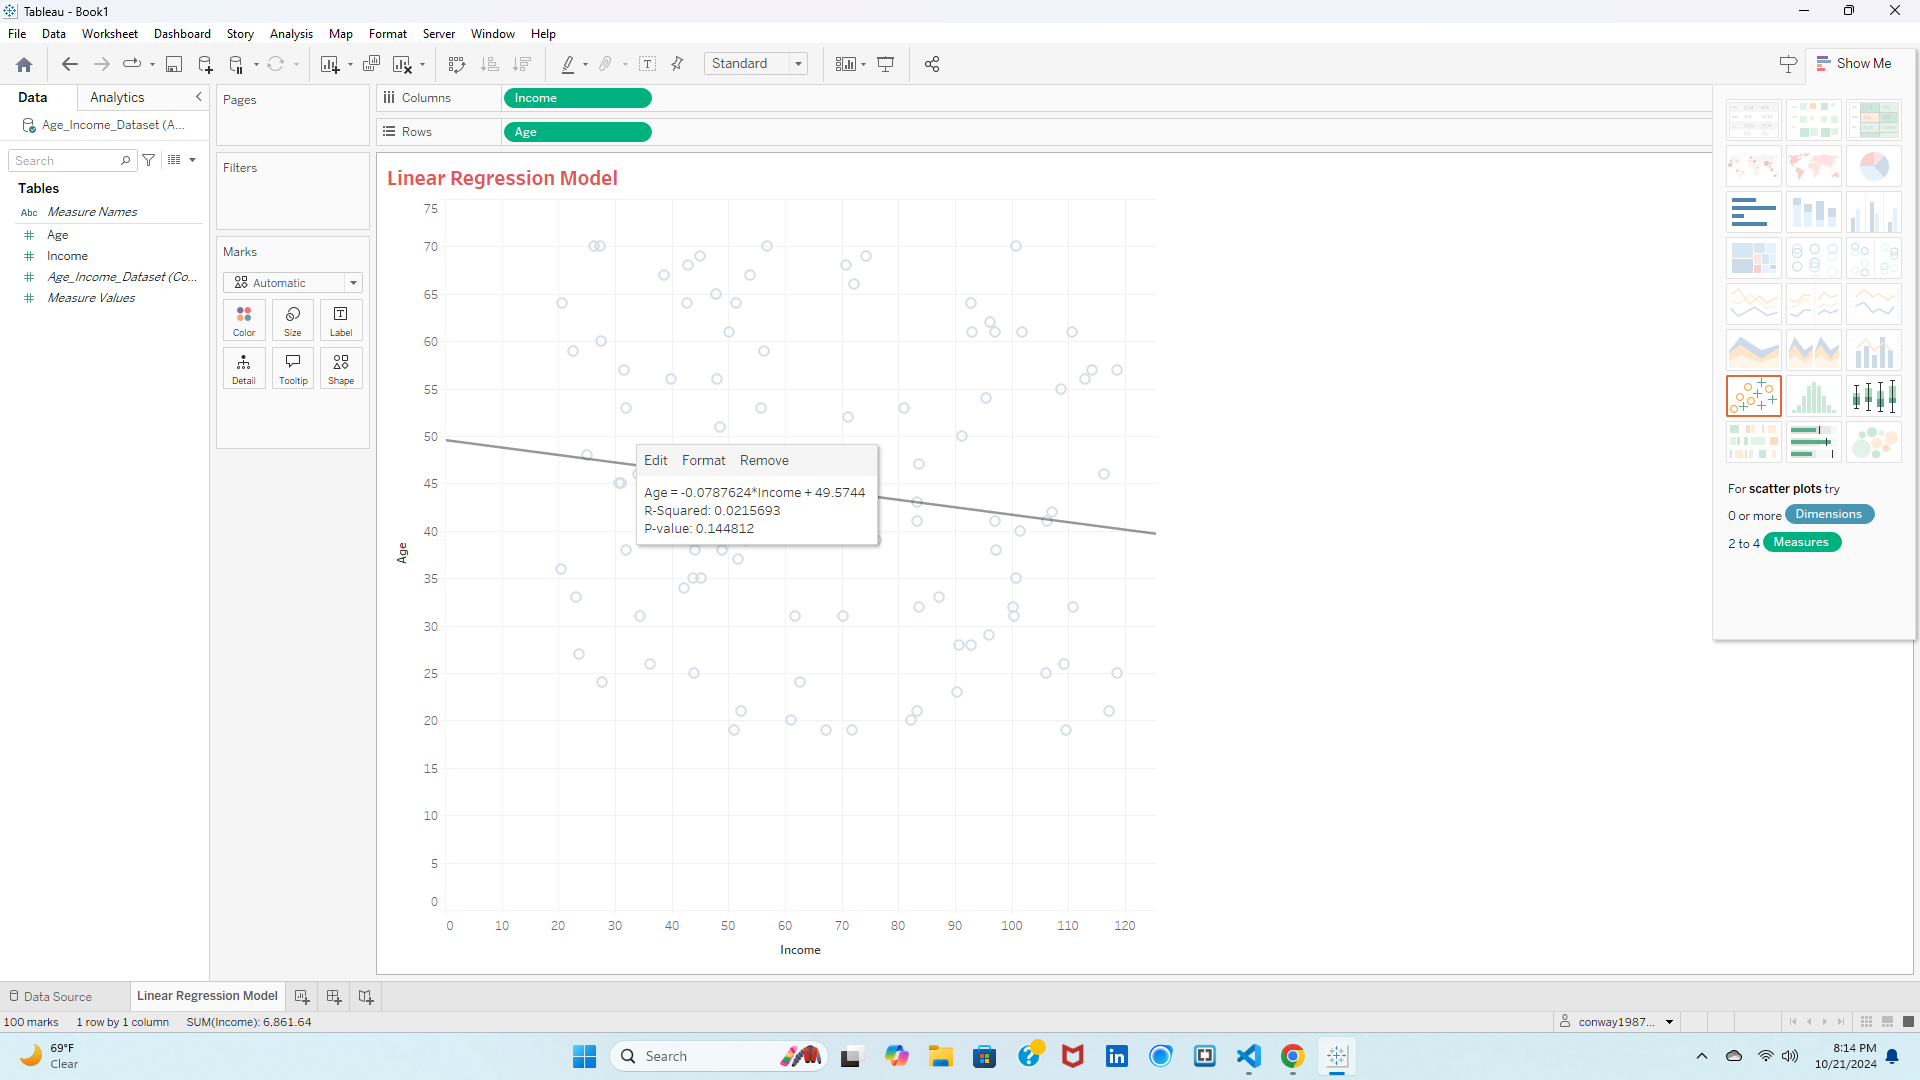 Tableau - Book1
File Data Worksheet Dashboard Story Analysis Map Format Server Window Help
Standard
Show Me
Data Analytics
Age_Income_Dataset (A...
Search
Tables
Abc Measure Names
Age
Income
Age_Income_Dataset (Co...
Measure Values
Pages
Filters
Marks
Automatic
Color Size Label
Detail Tooltip Shape
Columns Income
Rows Age
Linear Regression Model
75
70
65
60
55
50
45
40
35
30
25
20
15
10
5
0
Age
Edit Format Remove
Age = -0.0787624*Income + 49.5744
R-Squared: 0.0215693
P-value: 0.144812
0 10 20 30 40 50 60 70 80 90 100 110 120
Income
For scatter plots try
0 or more Dimensions
2 to 4 Measures
Data Source Linear Regression Model
100 marks 1 row by 1 column SUM(Income): 6,861.64
conway1987...
69°F
Clear
Search
8:14 PM
10/21/2024